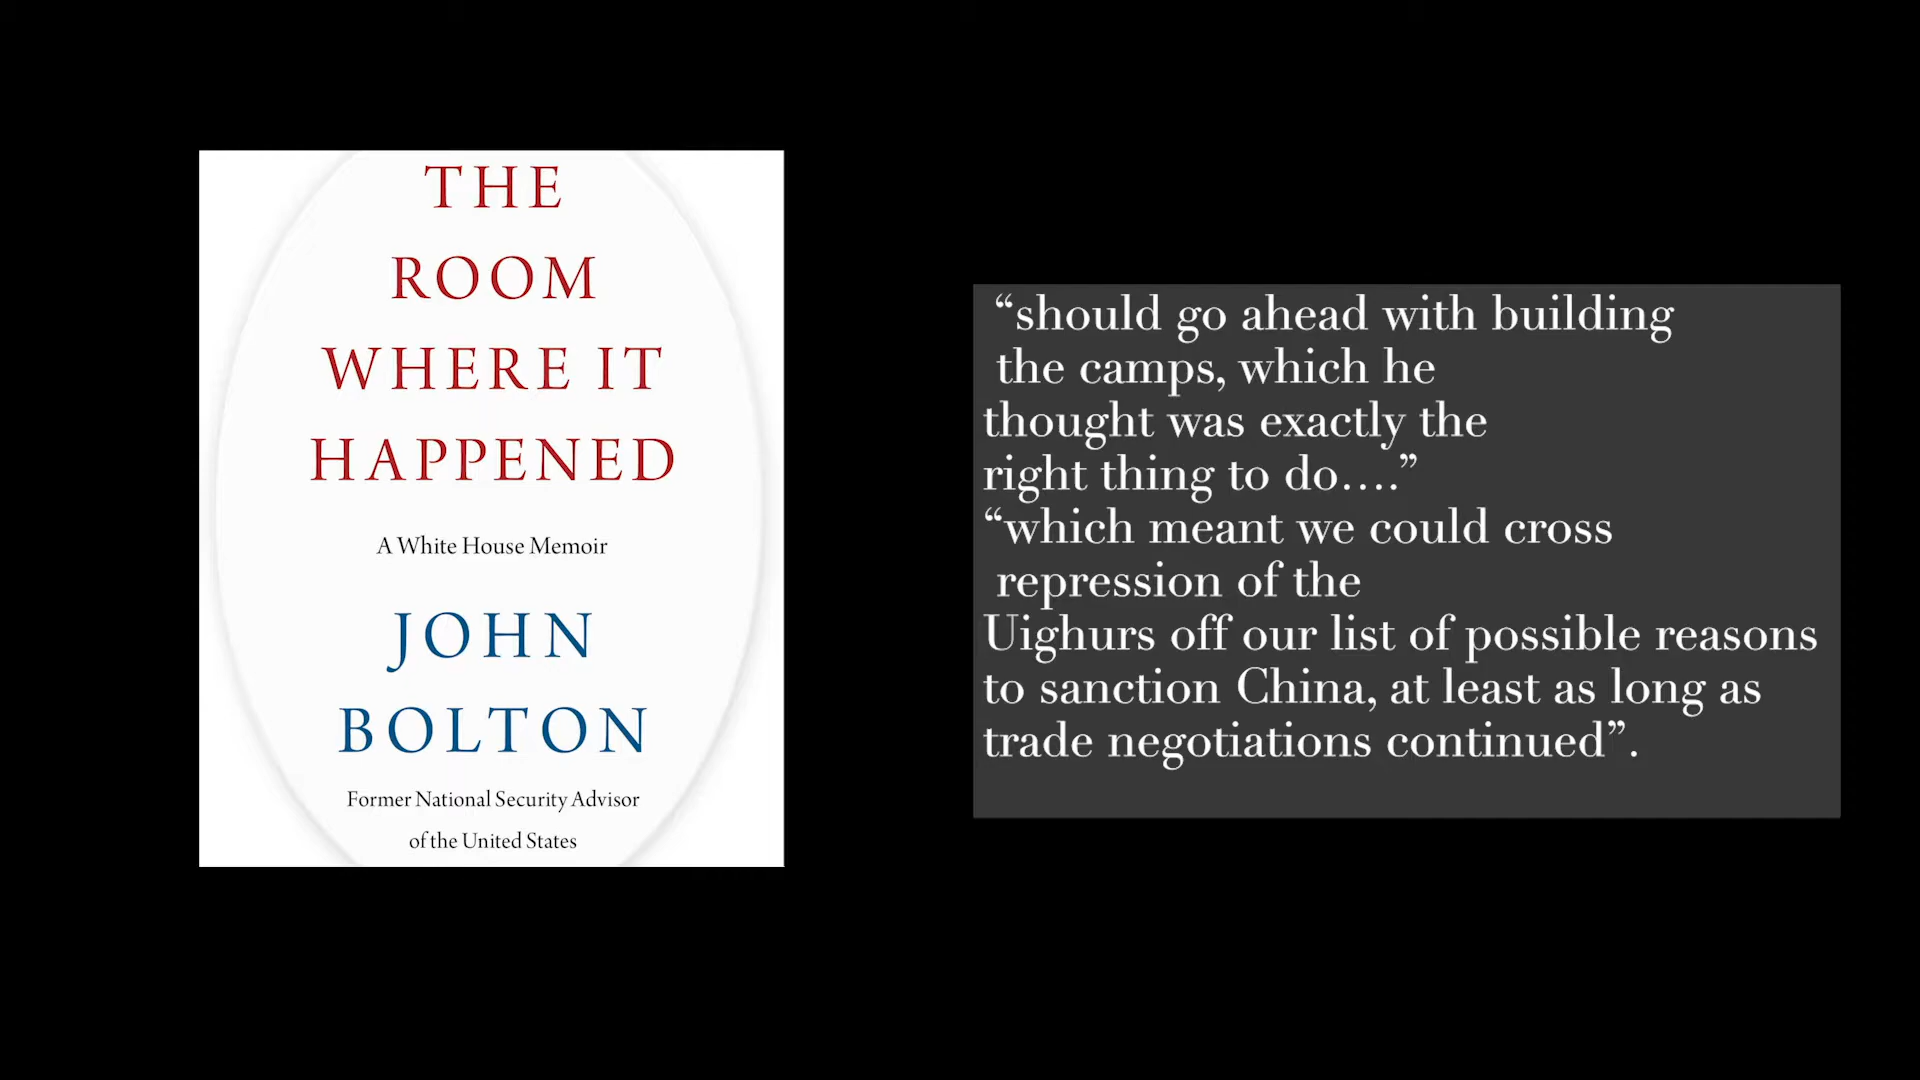 THE
ROOM
WHERE IT
HAPPENED
A White House Memoir
JOHN
BOLTON
Former National Security Advisor
of the United States
“should go ahead with building
the camps, which he
thought was exactly the
right thing to do….”
“which meant we could cross
repression of the
Uighurs off our list of possible reasons
to sanction China, at least as long as
trade negotiations continued”.